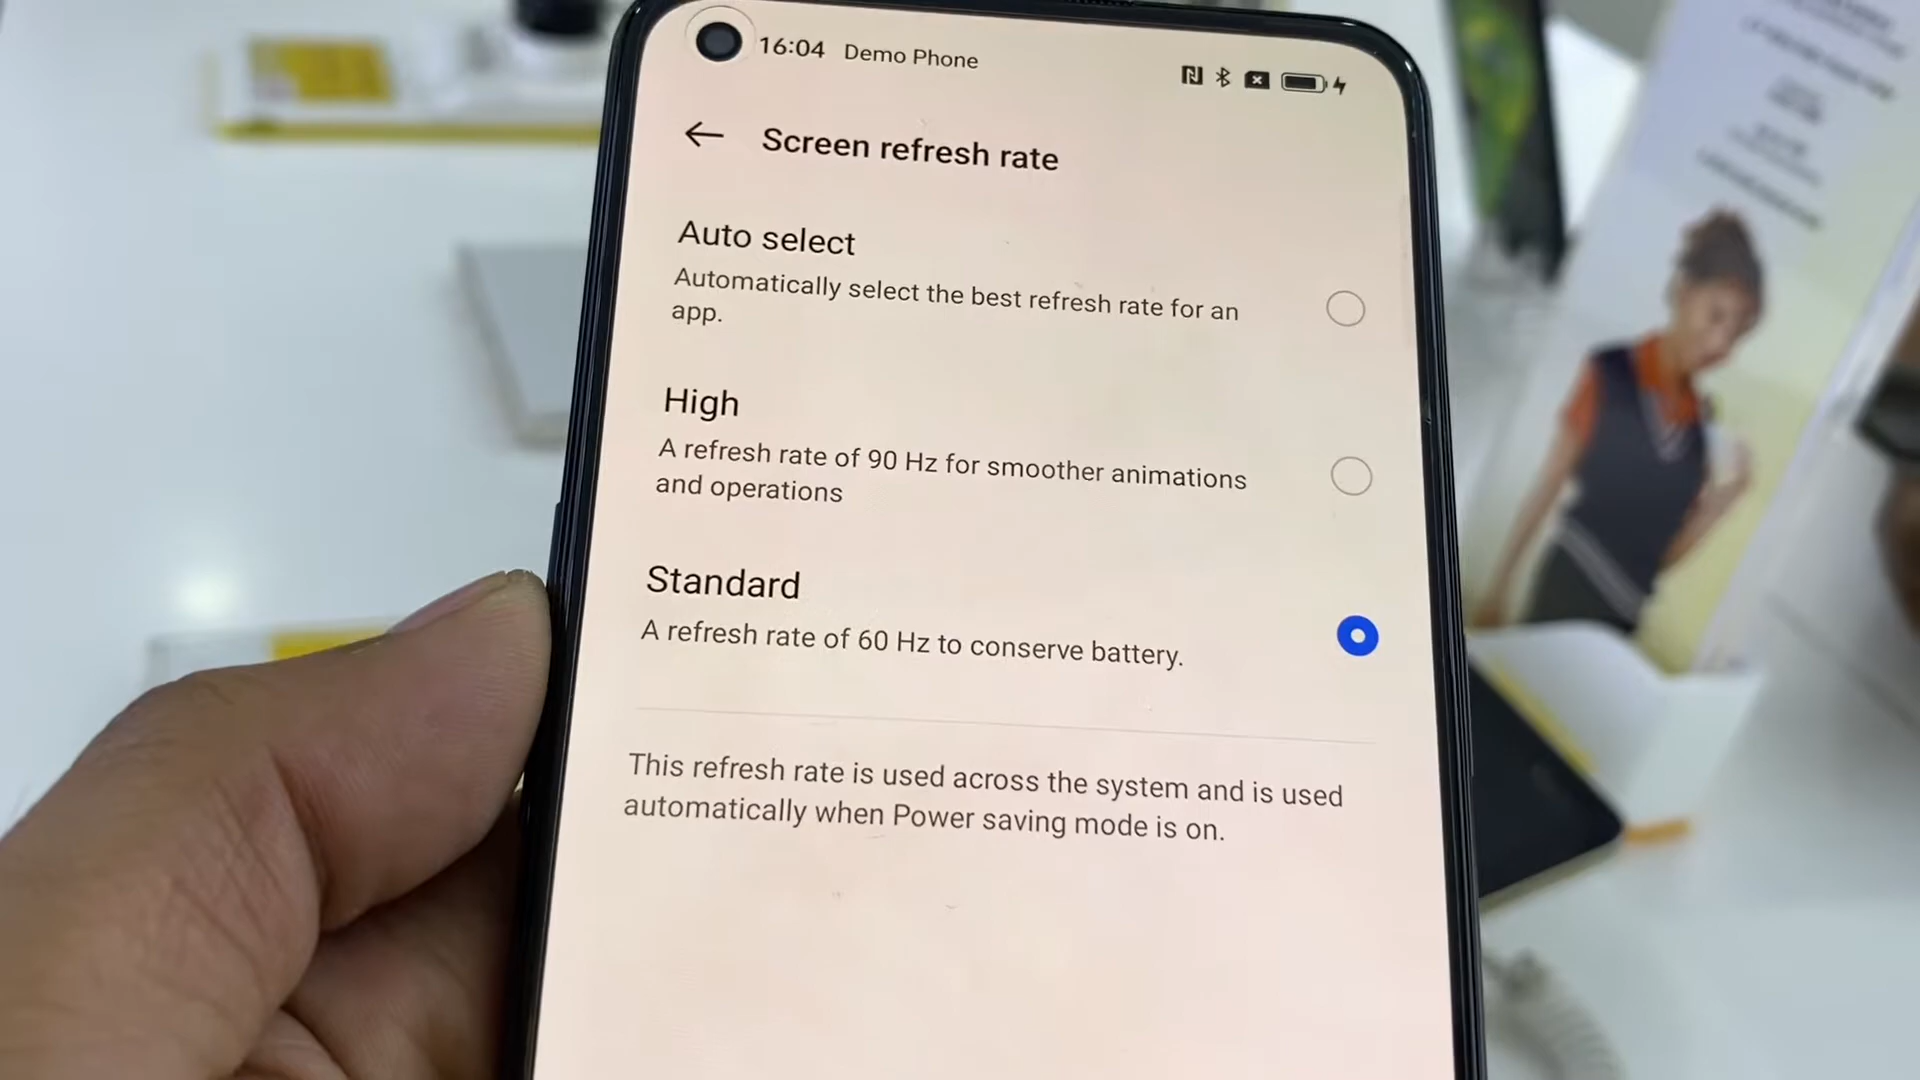 16:04 Demo Phone
Screen refresh rate
Auto select
Automatically select the best refresh rate for an
app.
High
A refresh rate of 90 Hz for smoother animations
and operations
Standard
A refresh rate of 60 Hz to conserve battery.
This refresh rate is used across the system and is used
automatically when Power saving mode is on.